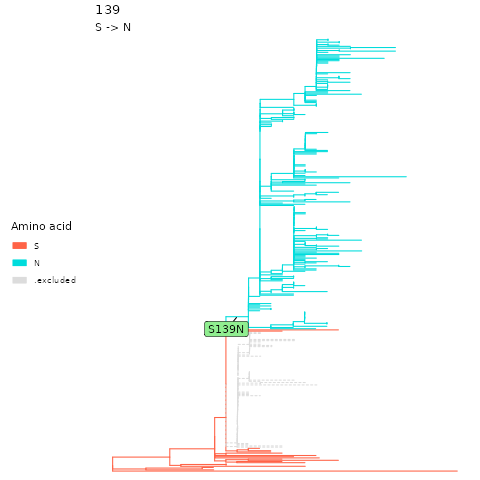 139
S -> N
Amino acid
S
N
.excluded
S139N